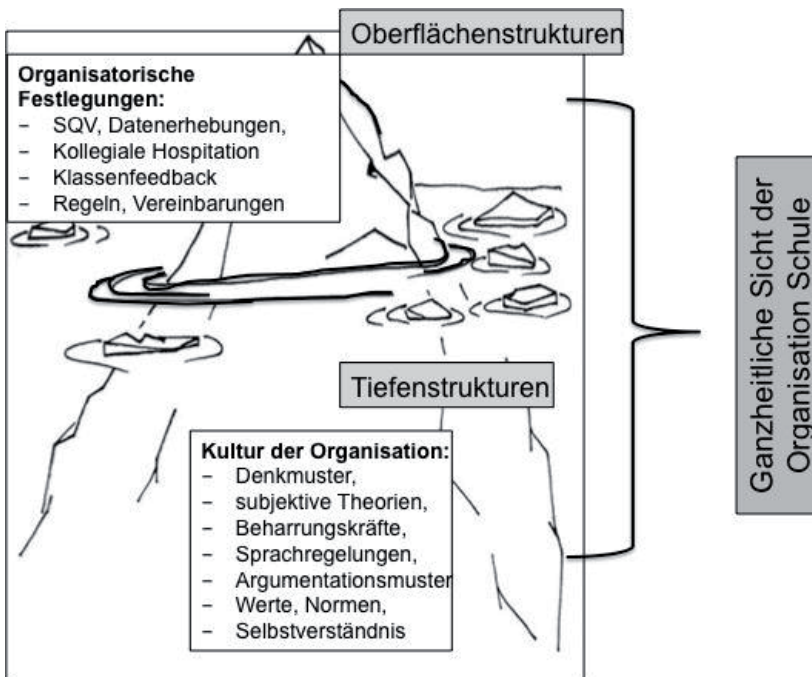 Oberflächenstrukturen
Organisatorische
Festlegungen:
– SQV, Datenerhebungen,
– Kollegiale Hospitation
– Klassenfeedback
– Regeln, Vereinbarungen
Tiefenstrukturen
Kultur der Organisation:
– Denkmuster,
– subjektive Theorien,
– Beharrungskräfte,
– Sprachregelungen,
– Argumentationsmuster
– Werte, Normen,
– Selbstverständnis
Ganzheitliche Sicht der
Organisation Schule